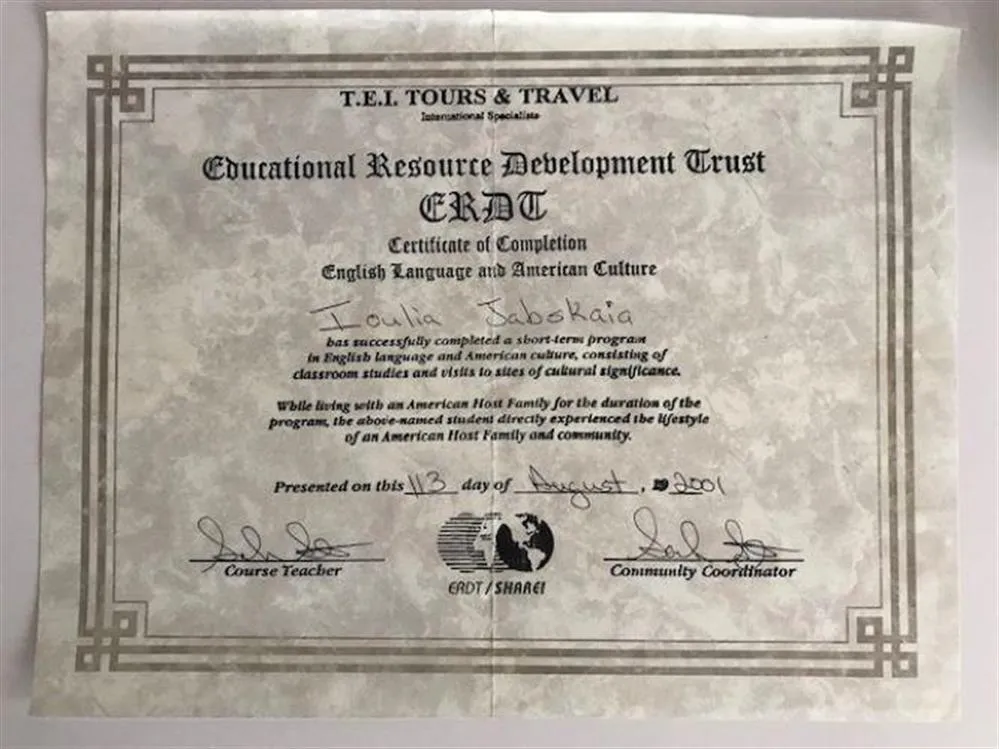 T.E.I. TOURS & TRAVEL
International Specialists
Educational Resource Development Trust
ERDT
Certificate of Completion
English Language and American Culture
Ioulia Jabskaia
has successfully completed a short-term program
in English language and American culture, consisting of
classroom studies and visits to sites of cultural significance.
While living with an American Host Family for the duration of the
program, the above-named student directly experienced the lifestyle
of an American Host Family and community.
Presented on this 113 day of August, 19 2001
Course Teacher
Community Coordinator
ERDT/SHARE!